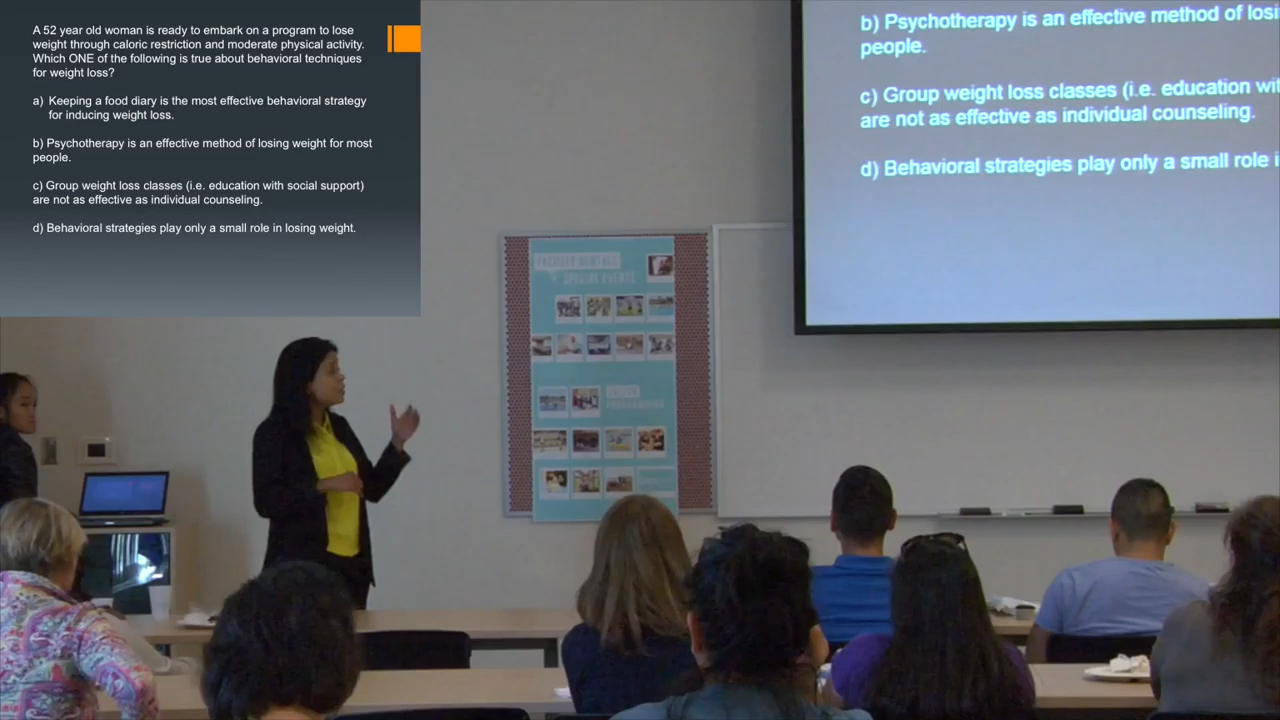 A 52 year old woman is ready to embark on a program to lose
weight through caloric restriction and moderate physical activity.
Which ONE of the following is true about behavioral techniques
for weight loss?
a) Keeping a food diary is the most effective behavioral strategy
for inducing weight loss.
b) Psychotherapy is an effective method of losing weight for most
people.
c) Group weight loss classes (i.e. education with social support)
are not as effective as individual counseling.
d) Behavioral strategies play only a small role in losing weight.
b) Psychotherapy is an effective method of losi
people.
c) Group weight loss classes (i.e. education wit
are not as effective as individual counseling.
d) Behavioral strategies play only a small role i
SPECIAL EVENTS
PROGRAMMING